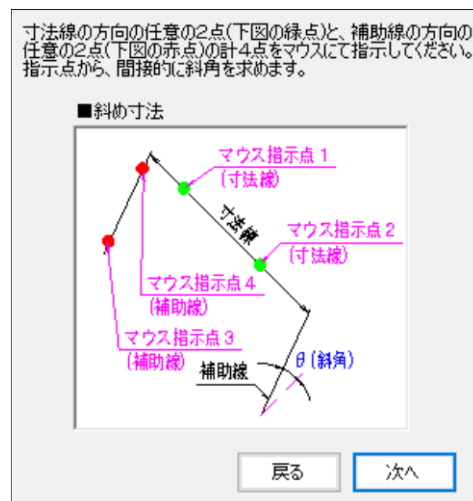 寸法線の方向の任意の2点(下図の緑点)と、補助線の方向の
任意の2点(下図の赤点)の計4点をマウスにて指示してください。
指示点から、間接的に斜角を求めます。
■斜め寸法
マウス指示点1
(寸法線)
寸法線
マウス指示点2
(寸法線)
マウス指示点4
(補助線)
マウス指示点3
(補助線)
補助線
θ(斜角)
戻る
次へ